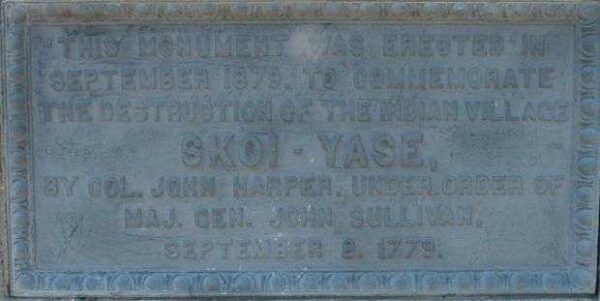 THIS MONUMENT WAS ERECTED IN
SEPTEMBER 1879. TO COMMEMORATE
THE DESTRUCTION OF THE INDIAN VILLAGE
SKOI-YASE,
BY COL. JOHN HARPER. UNDER.ORDER OF
MAJ. GEN. JOHN SULLIVAN.
SEPTEMBER 8. 1779.